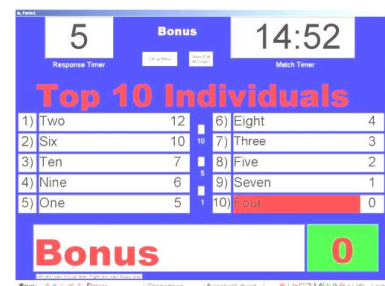 Form1
5
Bonus
14:52
Response Timer
Match Timer
Top 10 Individuals
1) Two 12
2) Six 10
3) Ten 7
4) Nine 6
5) One 5
10
5
1
6) Eight 4
7) Three 3
8) Five 2
9) Seven 1
10) Four 0
Bonus
0